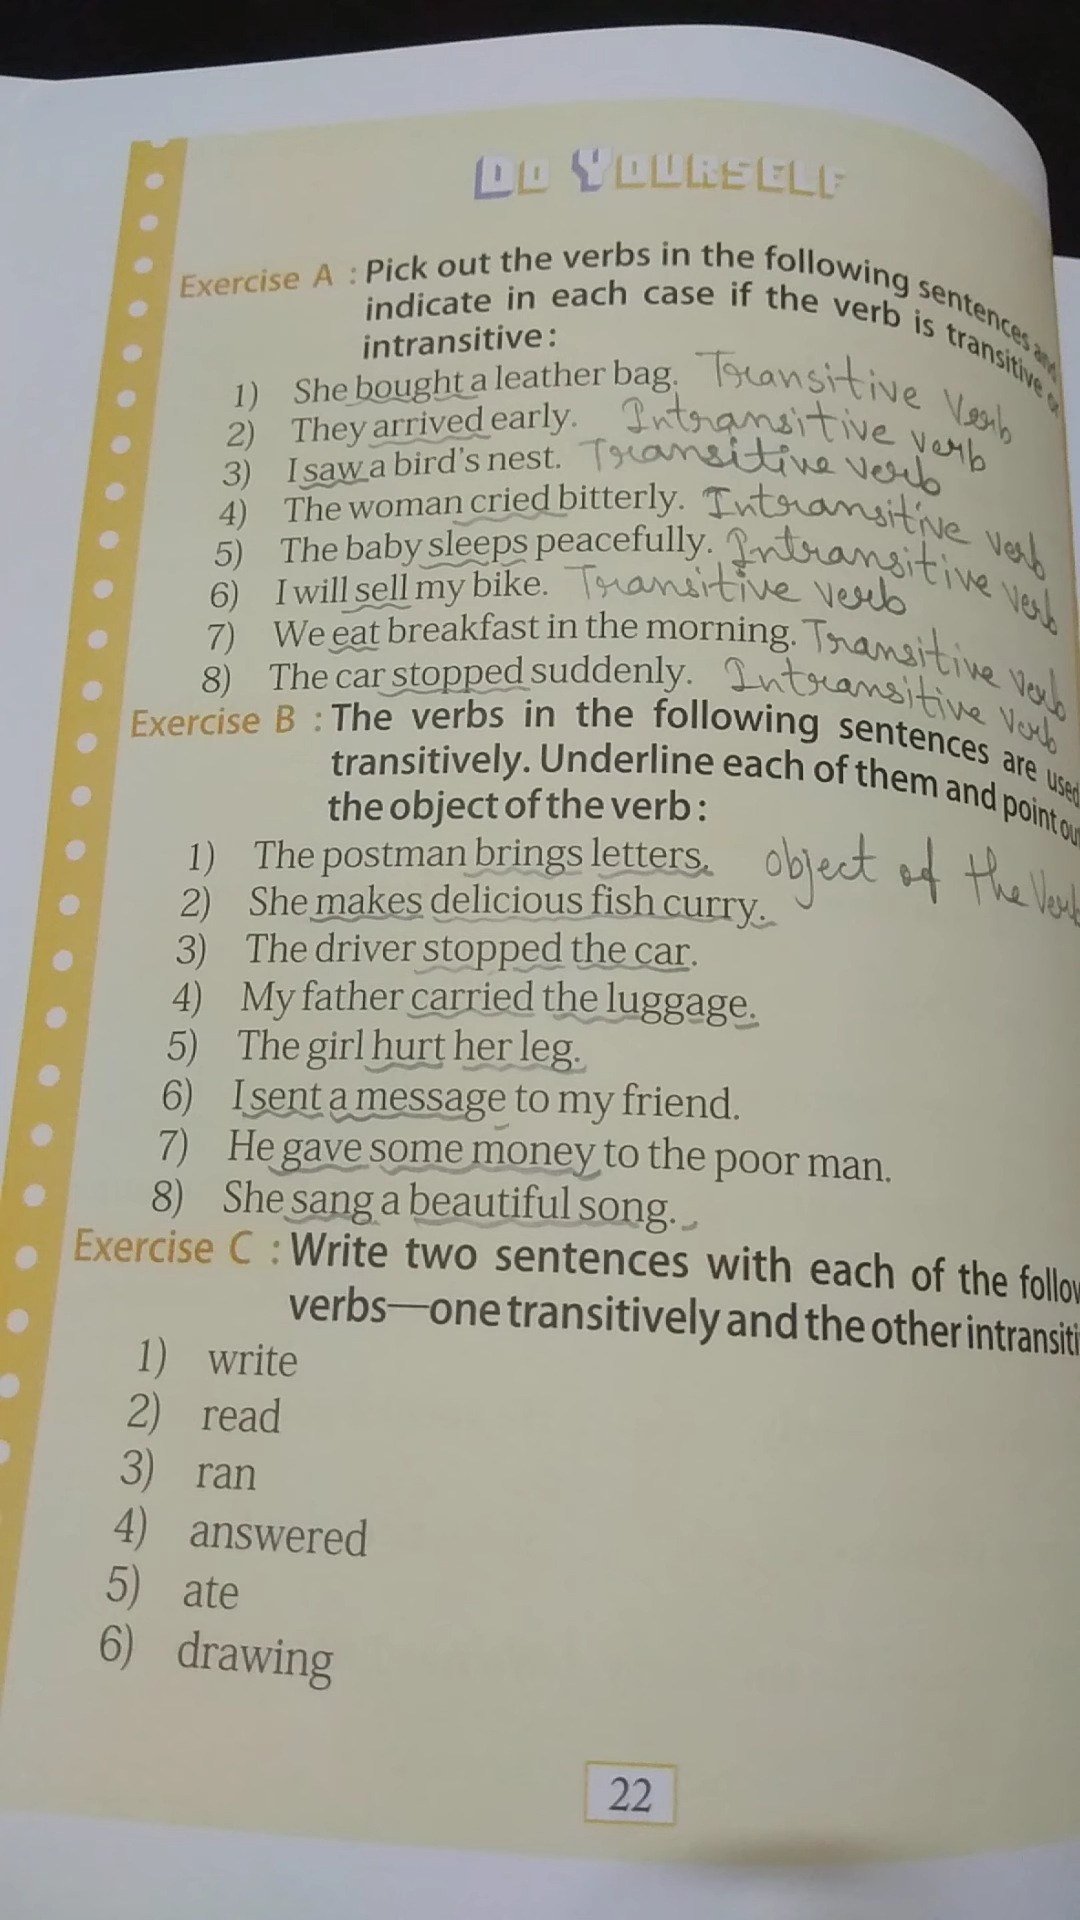 DO YOURSELF
Exercise A : Pick out the verbs in the following sentences and
indicate in each case if the verb is transitive or
intransitive:
1) She bought a leather bag. Transitive Verb
2) They arrived early. Intransitive verb
3) I saw a bird's nest. Transitive verb
4) The woman cried bitterly. Intransitive verb
5) The baby sleeps peacefully. Intransitive verb
6) I will sell my bike. Transitive verb
7) We eat breakfast in the morning. Transitive verb
8) The car stopped suddenly. Intransitive verb
Exercise B : The verbs in the following sentences are used
transitively. Underline each of them and point ou
the object of the verb:
1) The postman brings letters. object of the Verb
2) She makes delicious fish curry.
3) The driver stopped the car.
4) My father carried the luggage.
5) The girl hurt her leg.
6) I sent a message to my friend.
7) He gave some money to the poor man.
8) She sang a beautiful song.
Exercise C : Write two sentences with each of the follow
verbs—one transitively and the other intransiti
1) write
2) read
3) ran
4) answered
5) ate
6) drawing
22